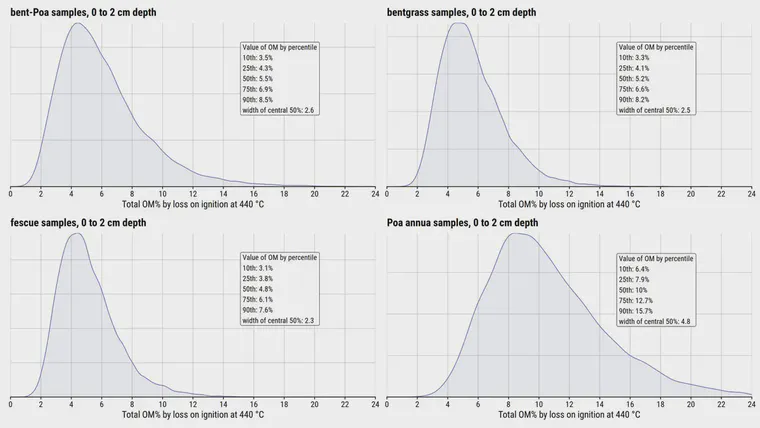 bent-Poa samples, 0 to 2 cm depth
Value of OM by percentile
10th: 3.5%
25th: 4.3%
50th: 5.5%
75th: 6.9%
90th: 8.5%
width of central 50%: 2.6
0 2 4 6 8 10 12 14 16 18 20 22 24
Total OM% by loss on ignition at 440 °C
bentgrass samples, 0 to 2 cm depth
Value of OM by percentile
10th: 3.3%
25th: 4.1%
50th: 5.2%
75th: 6.6%
90th: 8.2%
width of central 50%: 2.5
0 2 4 6 8 10 12 14 16 18 20 22 24
Total OM% by loss on ignition at 440 °C
fescue samples, 0 to 2 cm depth
Value of OM by percentile
10th: 3.1%
25th: 3.8%
50th: 4.8%
75th: 6.1%
90th: 7.6%
width of central 50%: 2.3
0 2 4 6 8 10 12 14 16 18 20 22 24
Total OM% by loss on ignition at 440 °C
Poa annua samples, 0 to 2 cm depth
Value of OM by percentile
10th: 6.4%
25th: 7.9%
50th: 10%
75th: 12.7%
90th: 15.7%
width of central 50%: 4.8
0 2 4 6 8 10 12 14 16 18 20 22 24
Total OM% by loss on ignition at 440 °C